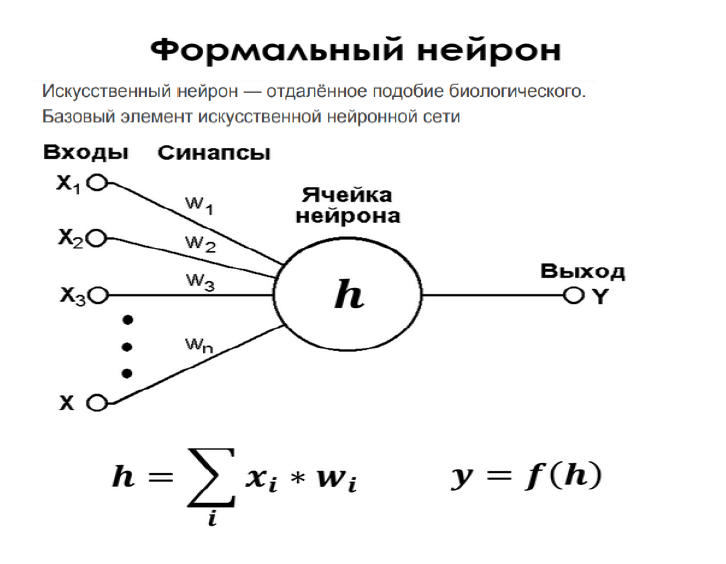 Формальный нейрон
Искусственный нейрон — отдалённое подобие биологического.
Базовый элемент искусственной нейронной сети
Входы Синапсы
Ячейка
нейрона
X₁ w₁
X₂ w₂
X₃ w₃
h
Выход
Y
wₙ
X
h = ∑ᵢ xᵢ * wᵢ y = f(h)